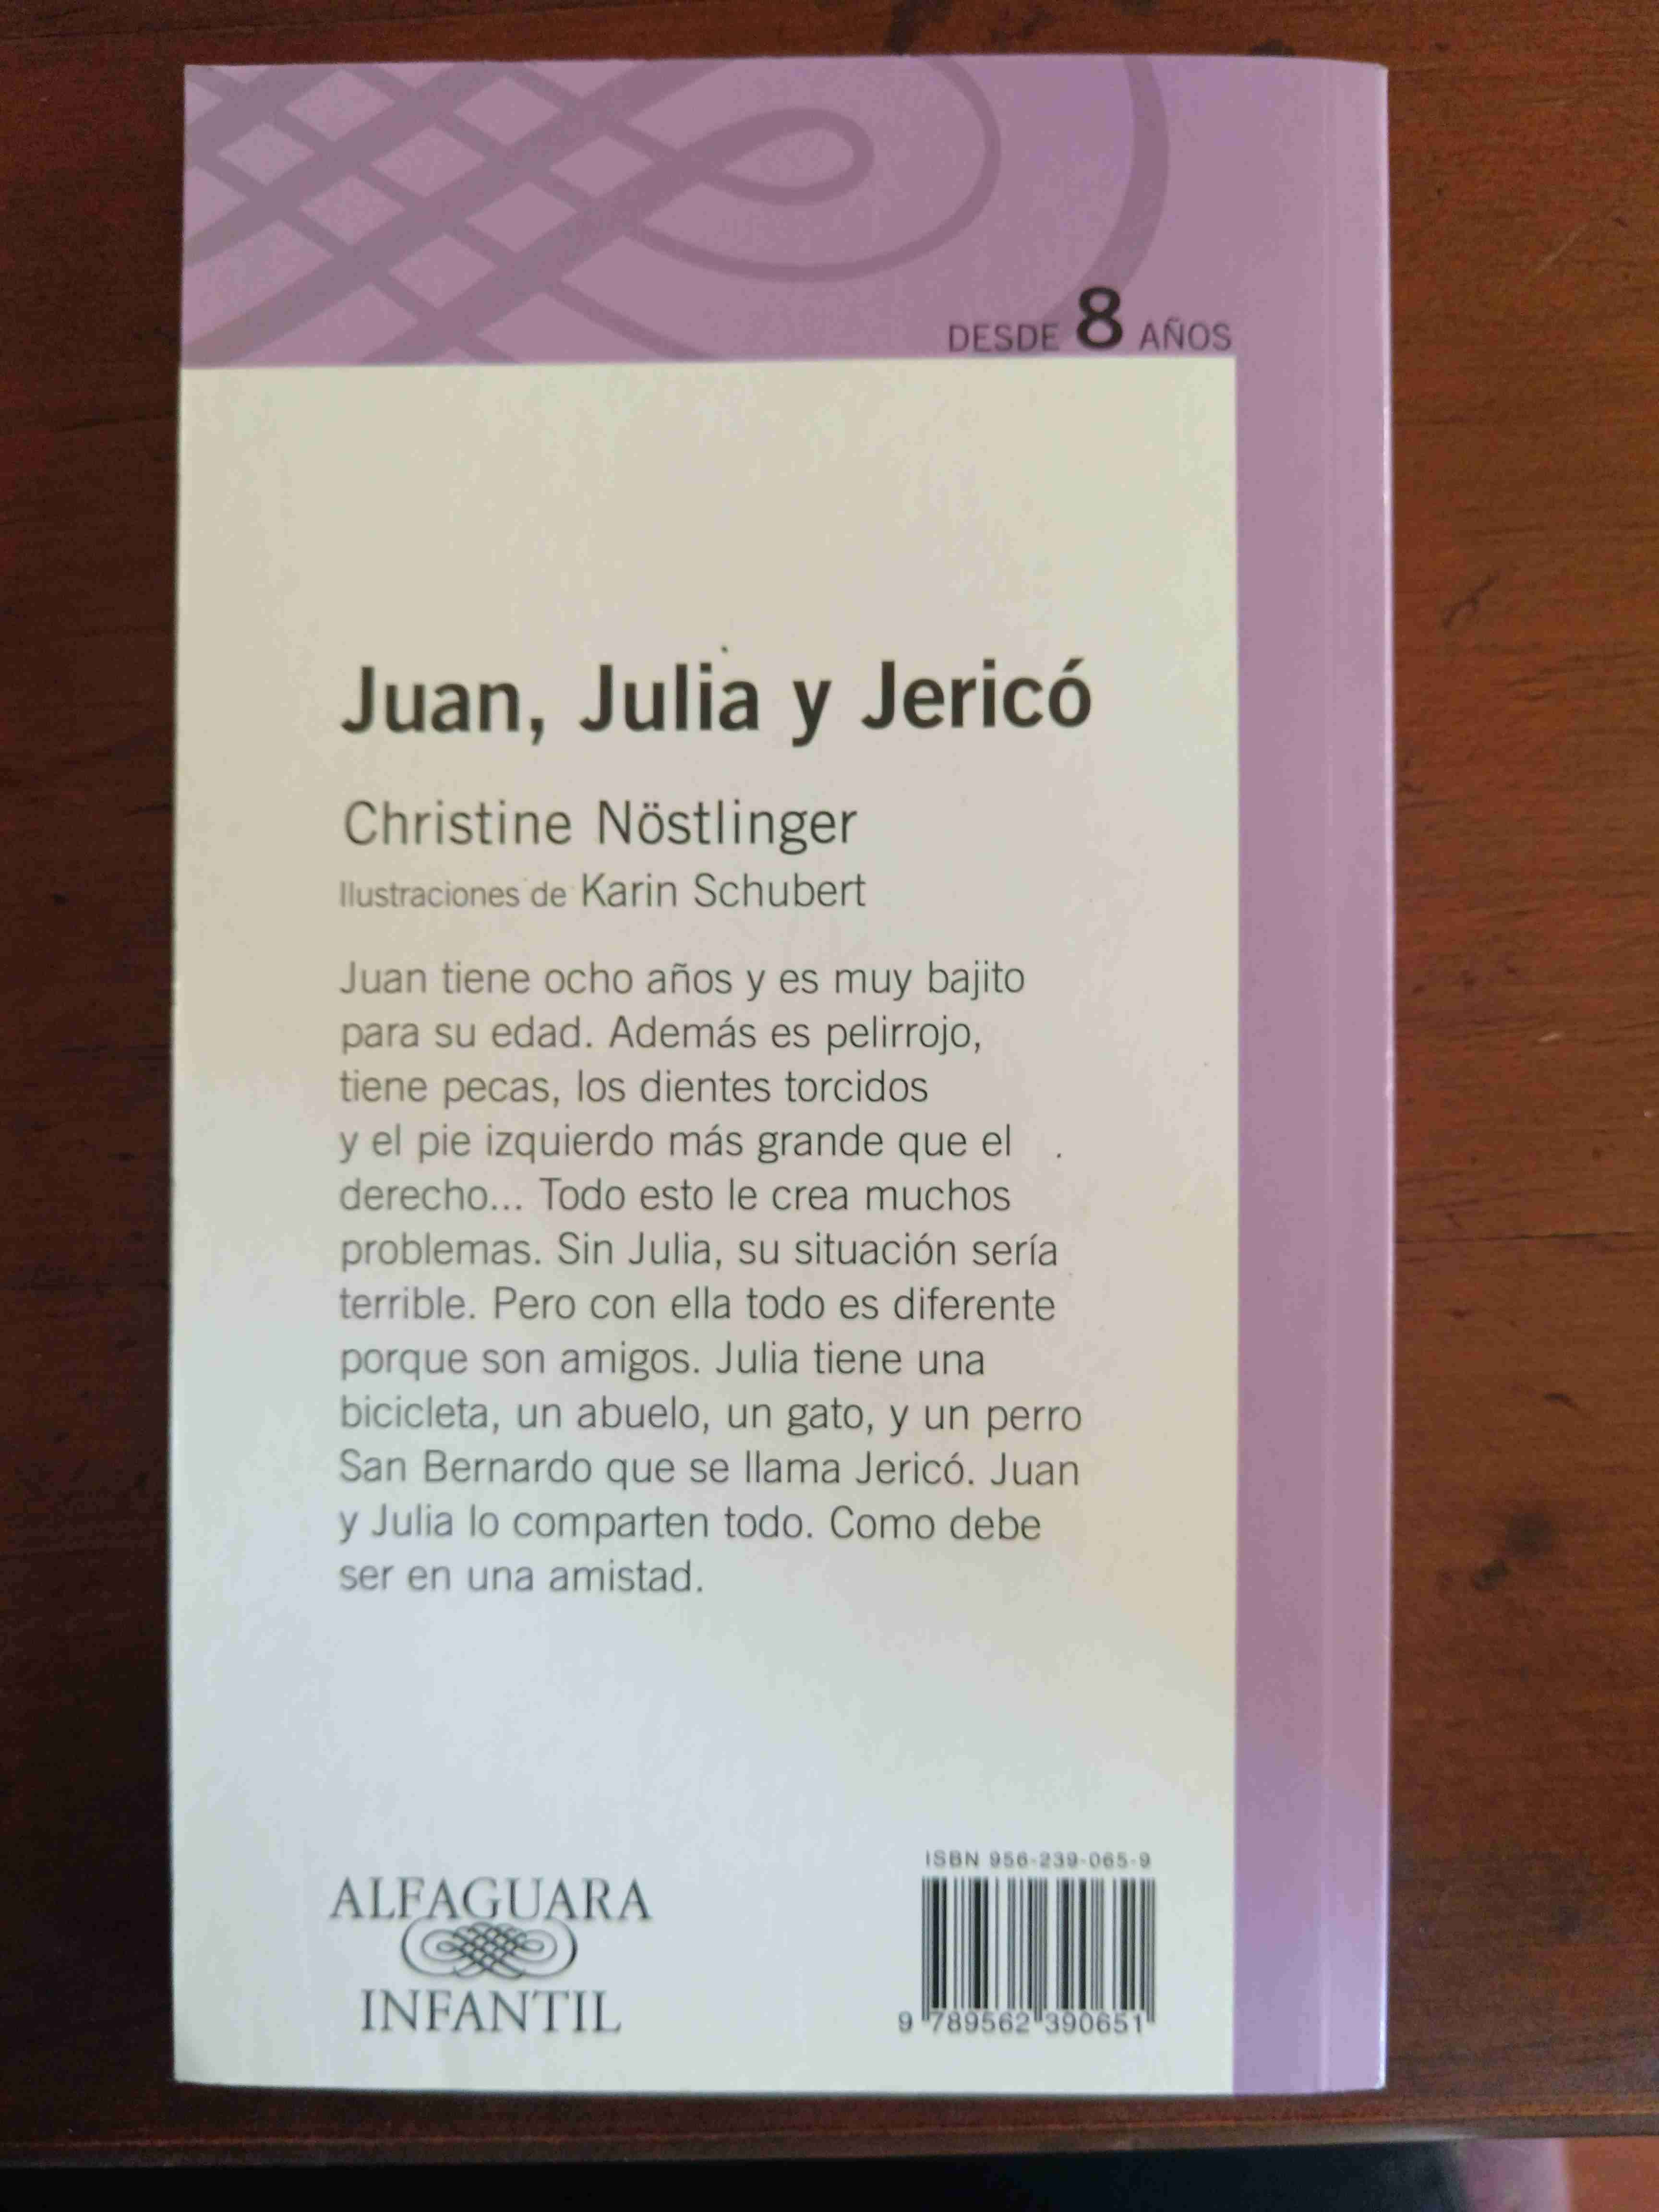 DESDE 8 AÑOS
Juan, Julia y Jericó
Christine Nöstlinger
Ilustraciones de Karin Schubert
Juan tiene ocho años y es muy bajito
para su edad. Además es pelirrojo,
tiene pecas, los dientes torcidos
y el pie izquierdo más grande que el
derecho... Todo esto le crea muchos
problemas. Sin Julia, su situación sería
terrible. Pero con ella todo es diferente
porque son amigos. Julia tiene una
bicicleta, un abuelo, un gato, y un perro
San Bernardo que se llama Jericó. Juan
y Julia lo comparten todo. Como debe
ser en una amistad.
ALFAGUARA
INFANTIL
ISBN 956-239-065-9
9 789562 390651